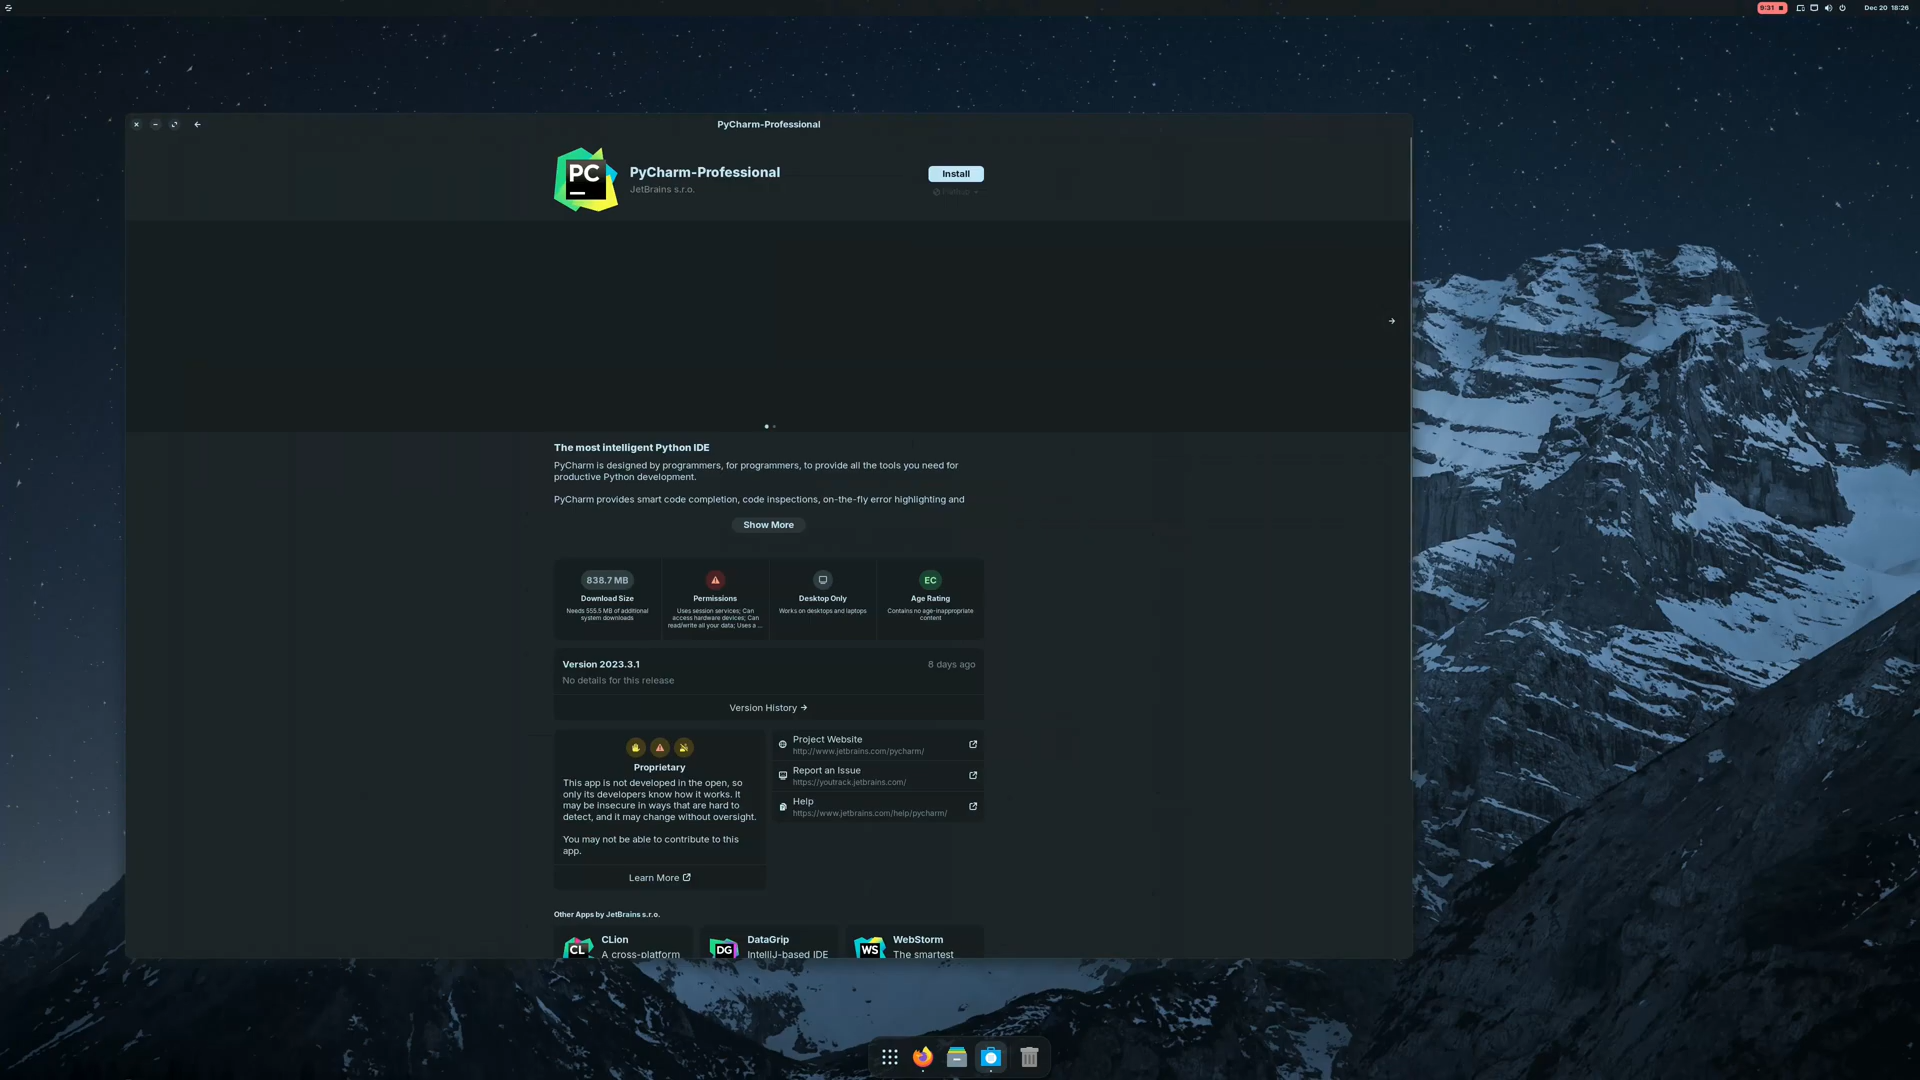 9:31
Dec 20 18:26
PyCharm-Professional
PC
PyCharm-Professional
JetBrains s.r.o.
Install
Flathub
The most intelligent Python IDE
PyCharm is designed by programmers, for programmers, to provide all the tools you need for
productive Python development.
PyCharm provides smart code completion, code inspections, on-the-fly error highlighting and
Show More
838.7 MB
Download Size
Needs 555.5 MB of additional
system downloads
Permissions
Uses session services; Can
access hardware devices; Can
read/write all your data; Uses a ...
Desktop Only
Works on desktops and laptops
EC
Age Rating
Contains no age-inappropriate
content
Version 2023.3.1
8 days ago
No details for this release
Version History
Proprietary
This app is not developed in the open, so
only its developers know how it works. It
may be insecure in ways that are hard to
detect, and it may change without oversight.
You may not be able to contribute to this
app.
Learn More
Project Website
http://www.jetbrains.com/pycharm/
Report an Issue
https://youtrack.jetbrains.com/
Help
https://www.jetbrains.com/help/pycharm/
Other Apps by JetBrains s.r.o.
CL
CLion
A cross-platform
DG
DataGrip
IntelliJ-based IDE
WS
WebStorm
The smartest